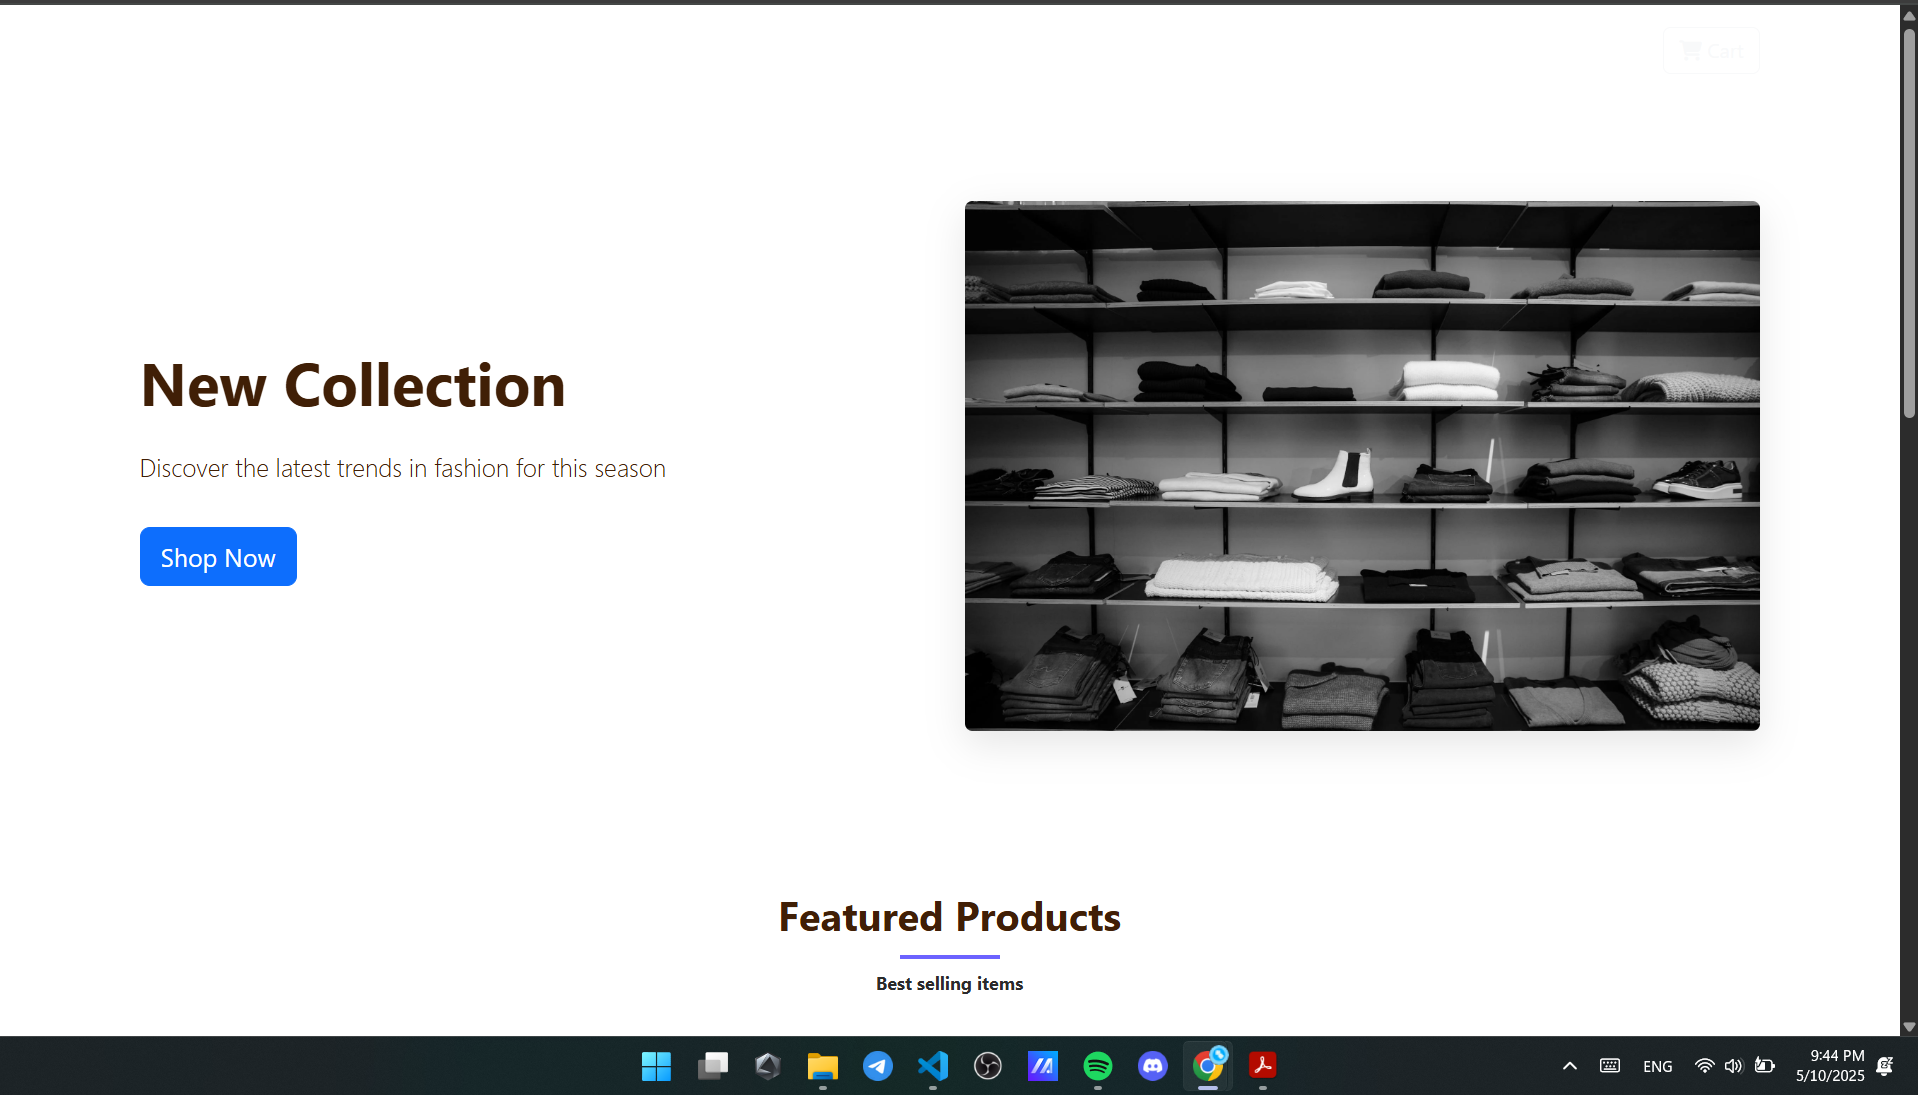 Cart
New Collection
Discover the latest trends in fashion for this season
Shop Now
Featured Products
Best selling items
ENG
9:44 PM
5/10/2025